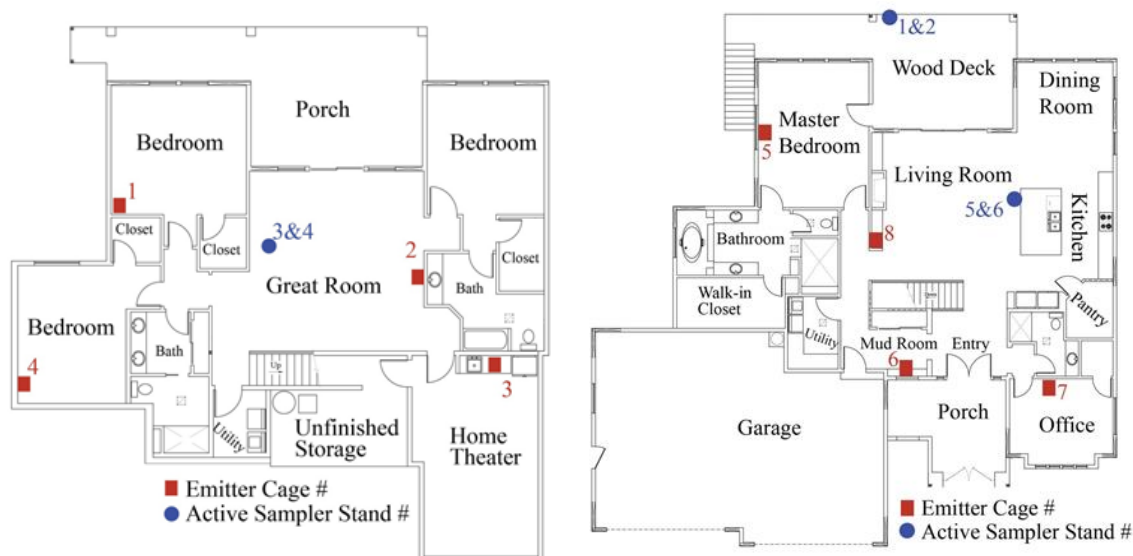 Porch
Bedroom
Bedroom
1
Closet
Closet
3&4
2
Closet
Great Room
Bath
Bedroom
Bath
4
Up
3
Utility
Unfinished
Storage
Home
Theater
Emitter Cage #
Active Sampler Stand #
1&2
Wood Deck
Dining
Room
Master
Bedroom
5
Living Room
5&6
Kitchen
8
Bathroom
Walk-in
Closet
Pantry
Utility
Mud Room
Entry
6
7
Porch
Office
Garage
Emitter Cage #
Active Sampler Stand #